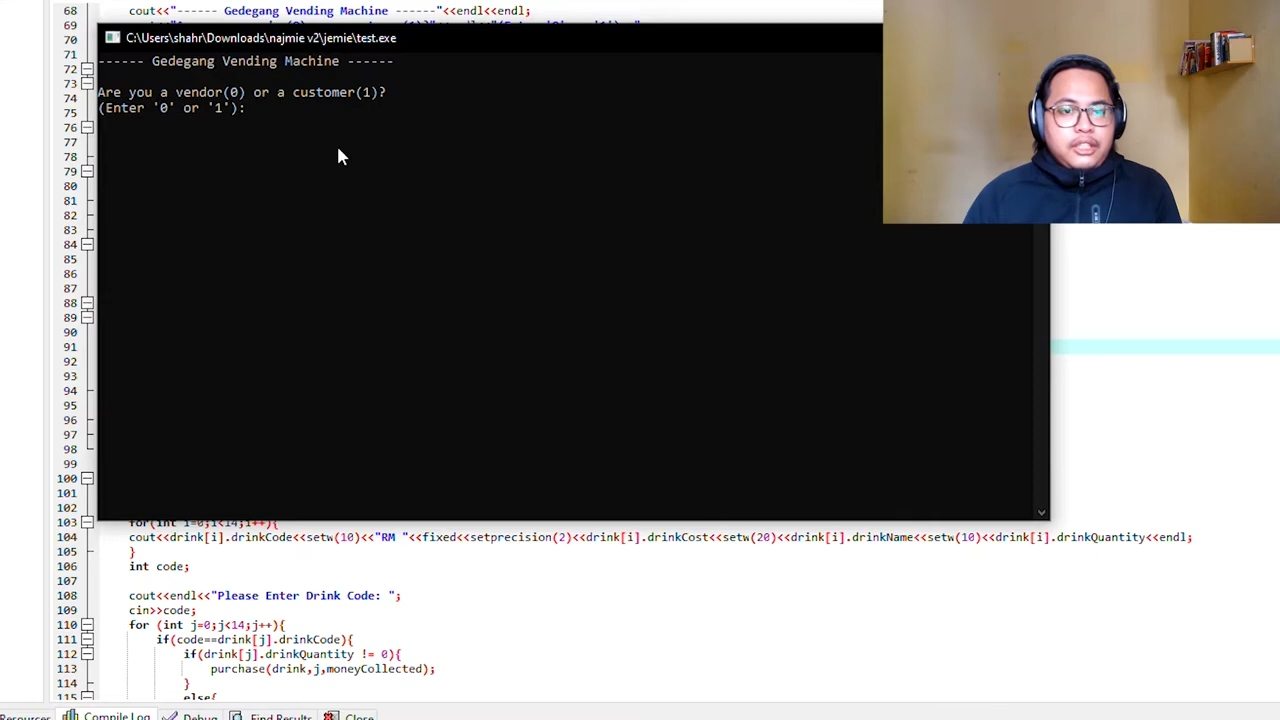 68 cout<<"------ Gedegang Vending Machine ------"<<endl<<endl;
69
70
C:\Users\shahr\Downloads\najmie v2\jemie\test.exe
71 ------ Gedegang Vending Machine ------
72
73
74 Are you a vendor(0) or a customer(1)?
75 (Enter '0' or '1'):
76
77
78
79
80
81
82
83
84
85
86
87
88
89
90
91
92
93
94
95
96
97
98
99
100
101
102
103 for(int i=0;i<14;i++){
104 cout<<drink[i].drinkCode<<setw(10)<<"RM "<<fixed<<setprecision(2)<<drink[i].drinkCost<<setw(20)<<drink[i].drinkName<<setw(10)<<drink[i].drinkQuantity<<endl;
105 }
106 int code;
107
108 cout<<endl<<"Please Enter Drink Code: ";
109 cin>>code;
110 for (int j=0;j<14;j++){
111 if(code==drink[j].drinkCode){
112 if(drink[j].drinkQuantity != 0){
113 purchase(drink,j,moneyCollected);
114 }
115 else{
Resources Compile Log Debug Find Results Close